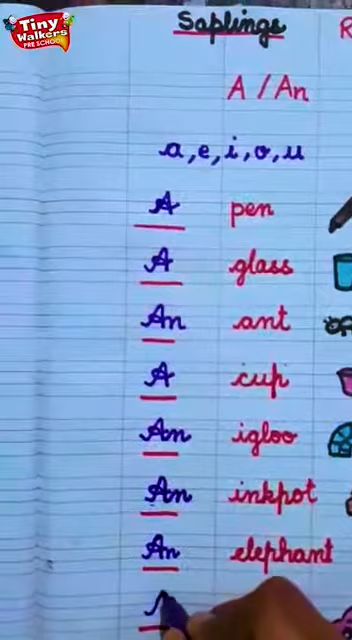 Tiny
Walkers
PRE SCHOOL
Saplings
A / An
a, e, i, o, u
A pen
A glass
An ant
A cup
An igloo
An inkpot
An elephant